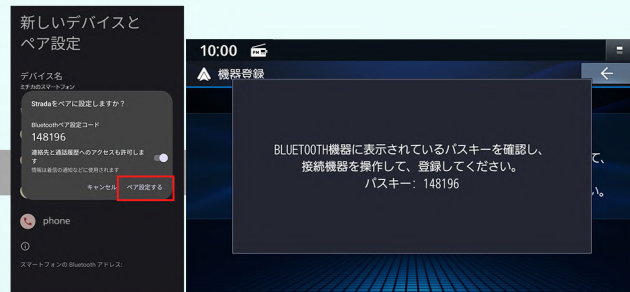 新しいデバイスと
ペア設定
デバイス名
ミチカのスマートフォン
Stradaをペアに設定しますか？
Bluetoothペア設定コード
148196
連絡先と通話履歴へのアクセスも許可しま
す
情報は着信の通知などに使用されます
キャンセル ペア設定する
phone
スマートフォンの Bluetooth アドレス:
10:00
機器登録
BLUETOOTH機器に表示されているパスキーを確認し、
接続機器を操作して、登録してください。
パスキー: 148196
て、
い。